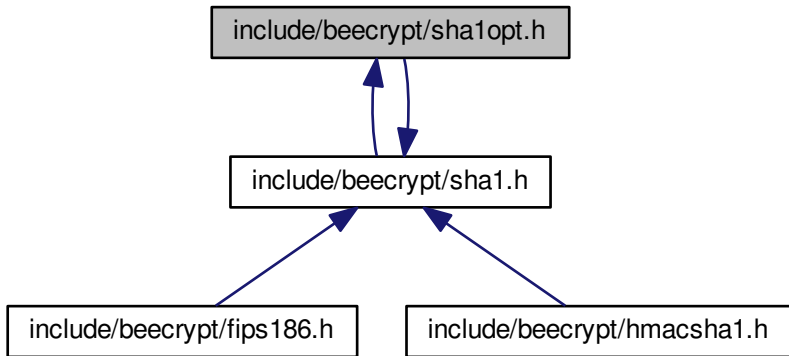 include/beecrypt/sha1opt.h
include/beecrypt/sha1.h
include/beecrypt/fips186.h
include/beecrypt/hmacsha1.h